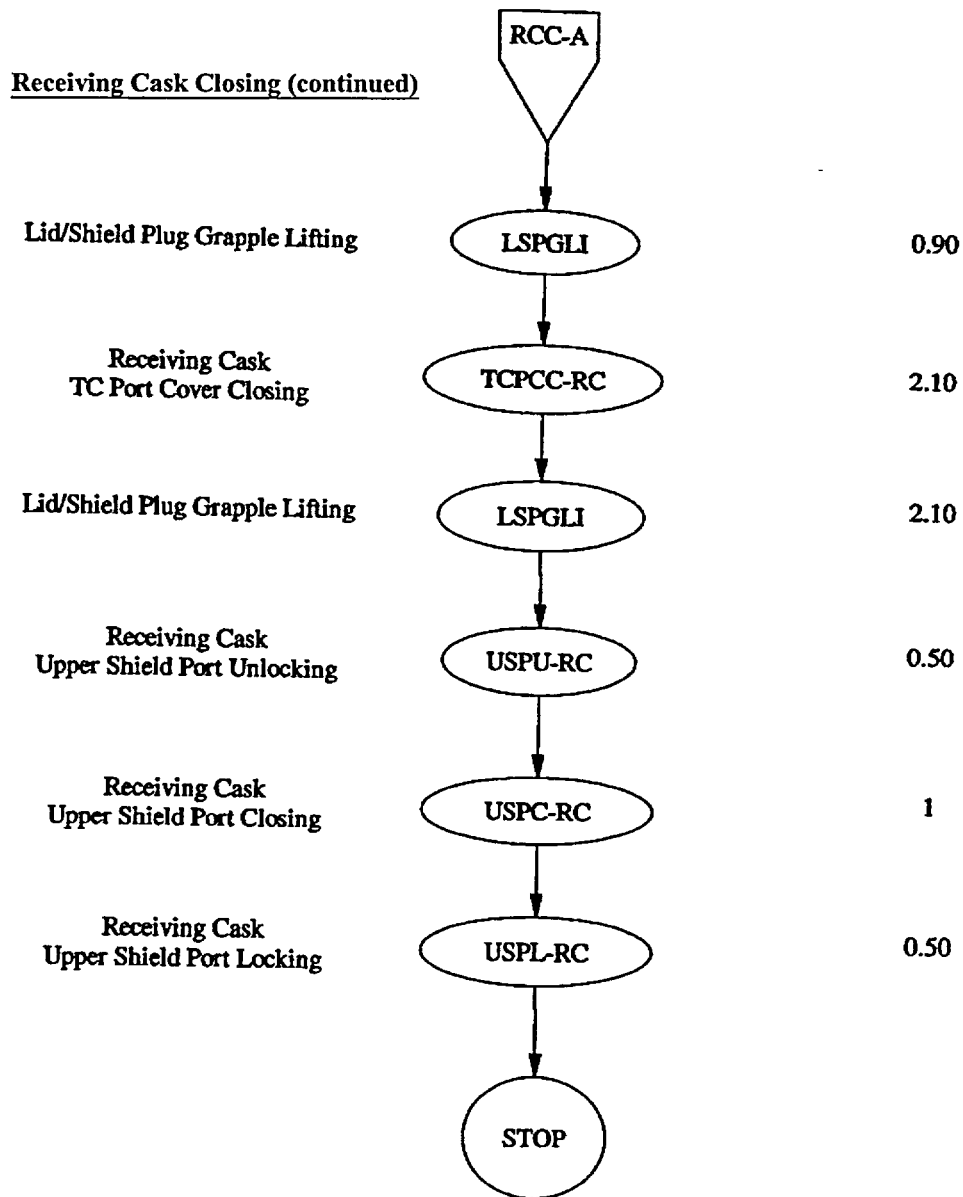 RCC-A
Receiving Cask Closing (continued)
Lid/Shield Plug Grapple Lifting
LSPGLI
0.90
Receiving Cask
TC Port Cover Closing
TCPCC-RC
2.10
Lid/Shield Plug Grapple Lifting
LSPGLI
2.10
Receiving Cask
Upper Shield Port Unlocking
USPU-RC
0.50
Receiving Cask
Upper Shield Port Closing
USPC-RC
1
Receiving Cask
Upper Shield Port Locking
USPL-RC
0.50
STOP